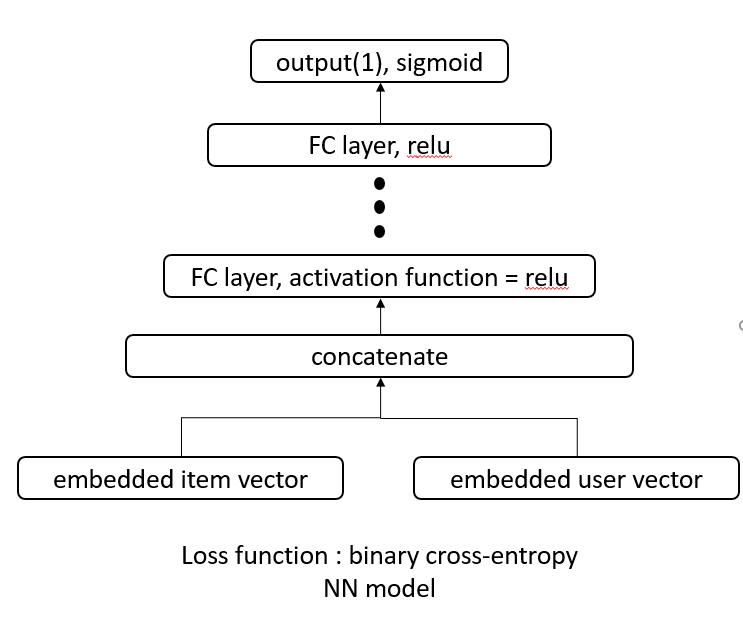 output(1), sigmoid
FC layer, relu
FC layer, activation function = relu
concatenate
embedded item vector
embedded user vector
Loss function : binary cross-entropy
NN model